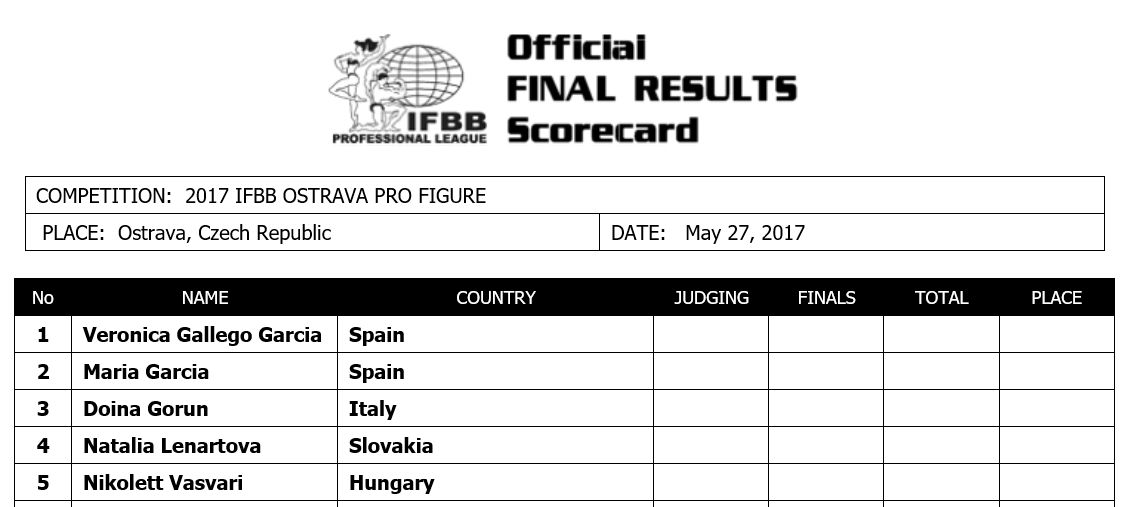 IFBB
PROFESSIONAL LEAGUE
Official
FINAL RESULTS
Scorecard
COMPETITION: 2017 IFBB OSTRAVA PRO FIGURE
PLACE: Ostrava, Czech Republic DATE: May 27, 2017
No NAME COUNTRY JUDGING FINALS TOTAL PLACE
1 Veronica Gallego Garcia Spain
2 Maria Garcia Spain
3 Doina Gorun Italy
4 Natalia Lenartova Slovakia
5 Nikolett Vasvari Hungary